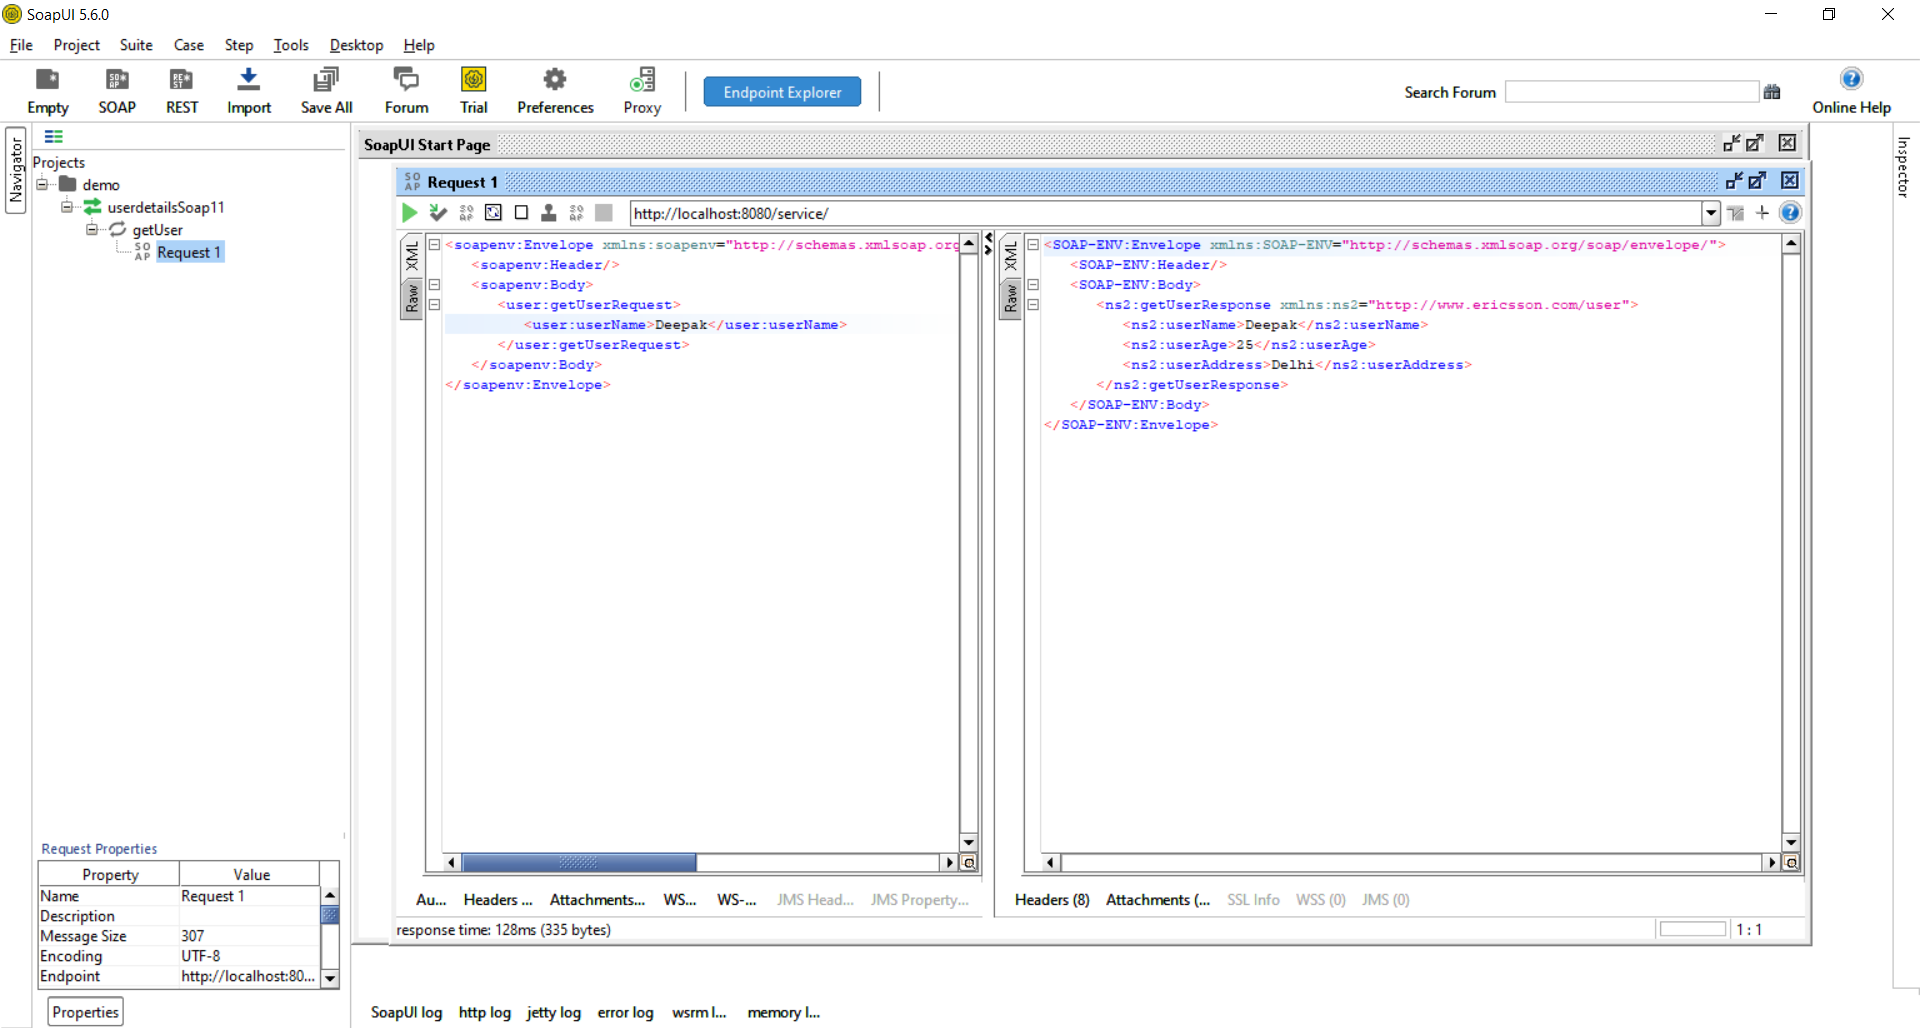 SoapUI 5.6.0
File Project Suite Case Step Tools Desktop Help
Empty SOAP REST Import Save All Forum Trial Preferences Proxy Endpoint Explorer Search Forum Online Help
Navigator
Inspector
Projects
demo
userdetailsSoap11
getUser
Request 1
SoapUI Start Page
Request 1
http://localhost:8080/service/
XML
Raw
<soapenv:Envelope xmlns:soapenv="http://schemas.xmlsoap.org
<soapenv:Header/>
<soapenv:Body>
<user:getUserRequest>
<user:userName>Deepak</user:userName>
</user:getUserRequest>
</soapenv:Body>
</soapenv:Envelope>
XML
Raw
<SOAP-ENV:Envelope xmlns:SOAP-ENV="http://schemas.xmlsoap.org/soap/envelope/">
<SOAP-ENV:Header/>
<SOAP-ENV:Body>
<ns2:getUserResponse xmlns:ns2="http://www.ericsson.com/user">
<ns2:userName>Deepak</ns2:userName>
<ns2:userAge>25</ns2:userAge>
<ns2:userAddress>Delhi</ns2:userAddress>
</ns2:getUserResponse>
</SOAP-ENV:Body>
</SOAP-ENV:Envelope>
Au... Headers ... Attachments... WS... WS-... JMS Head... JMS Property...
Headers (8) Attachments (... SSL Info WSS (0) JMS (0)
response time: 128ms (335 bytes)
1 : 1
Request Properties
Property Value
Name Request 1
Description
Message Size 307
Encoding UTF-8
Endpoint http://localhost:80...
Properties
SoapUI log http log jetty log error log wsrm l... memory l...